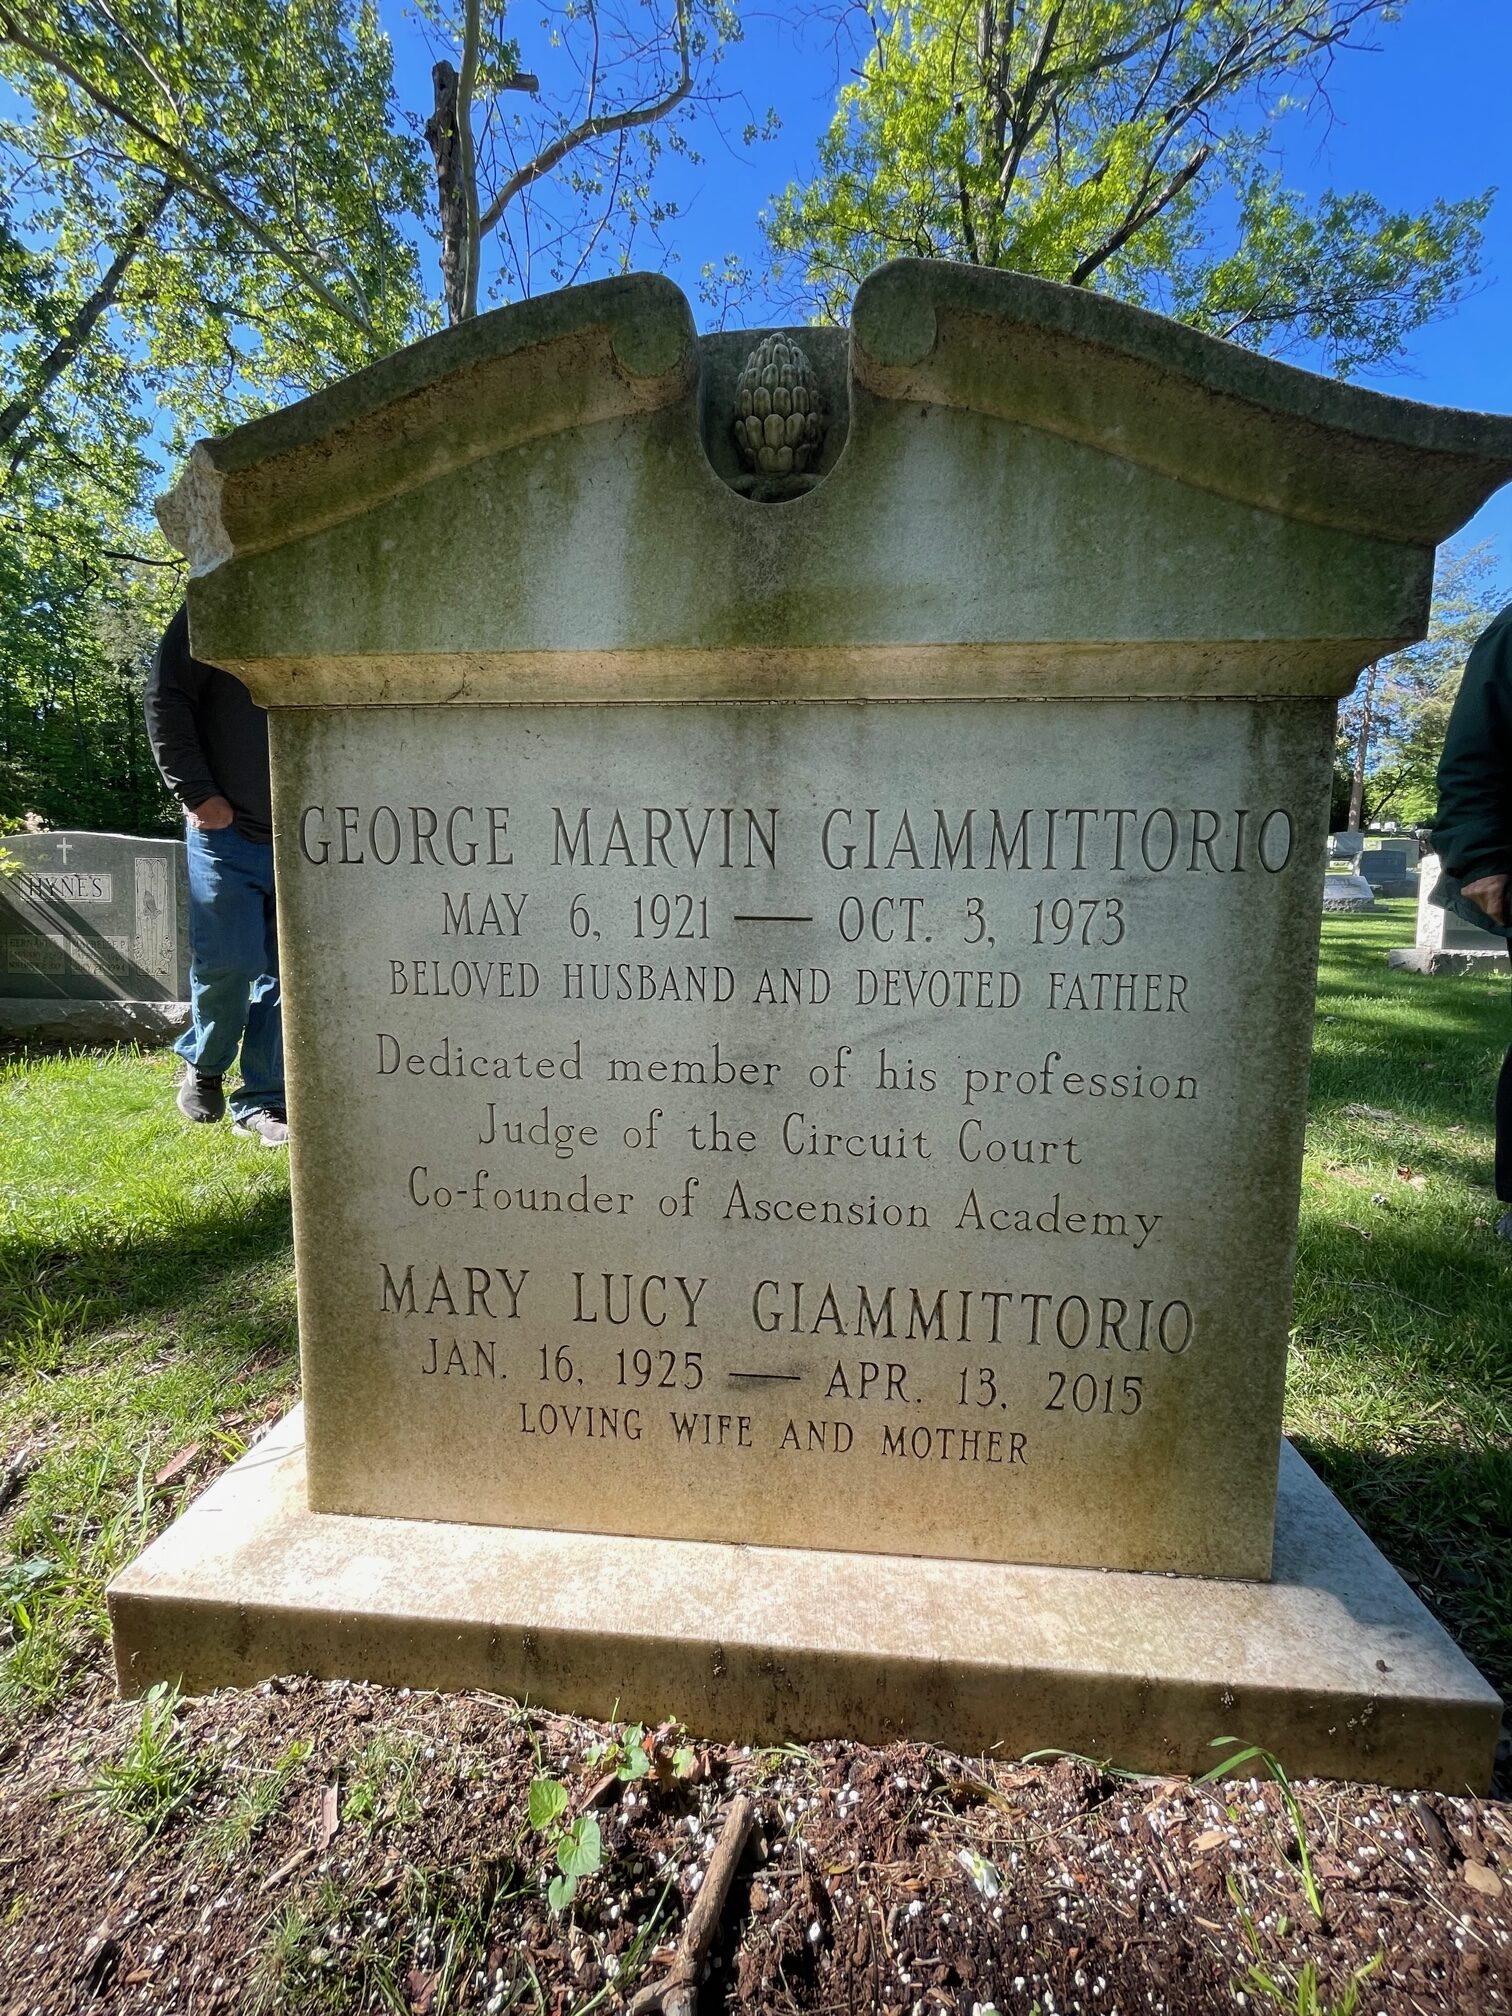 GEORGE MARVIN GIAMMITTORIO
MAY 6, 1921 — OCT. 3, 1973
BELOVED HUSBAND AND DEVOTED FATHER
Dedicated member of his profession
Judge of the Circuit Court
Co-founder of Ascension Academy
MARY LUCY GIAMMITTORIO
JAN. 16, 1925 — APR. 13, 2015
LOVING WIFE AND MOTHER
HYNES